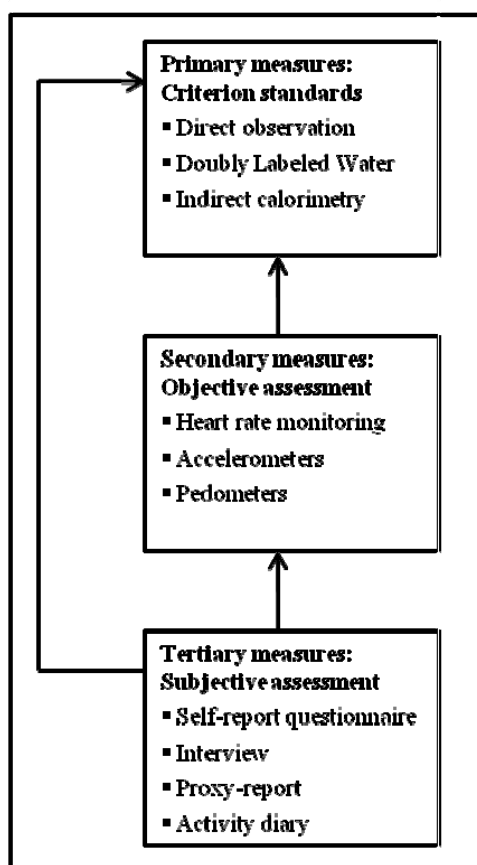 Primary measures:
Criterion standards
▪ Direct observation
▪ Doubly Labeled Water
▪ Indirect calorimetry
Secondary measures:
Objective assessment
▪ Heart rate monitoring
▪ Accelerometers
▪ Pedometers
Tertiary measures:
Subjective assessment
▪ Self-report questionnaire
▪ Interview
▪ Proxy-report
▪ Activity diary